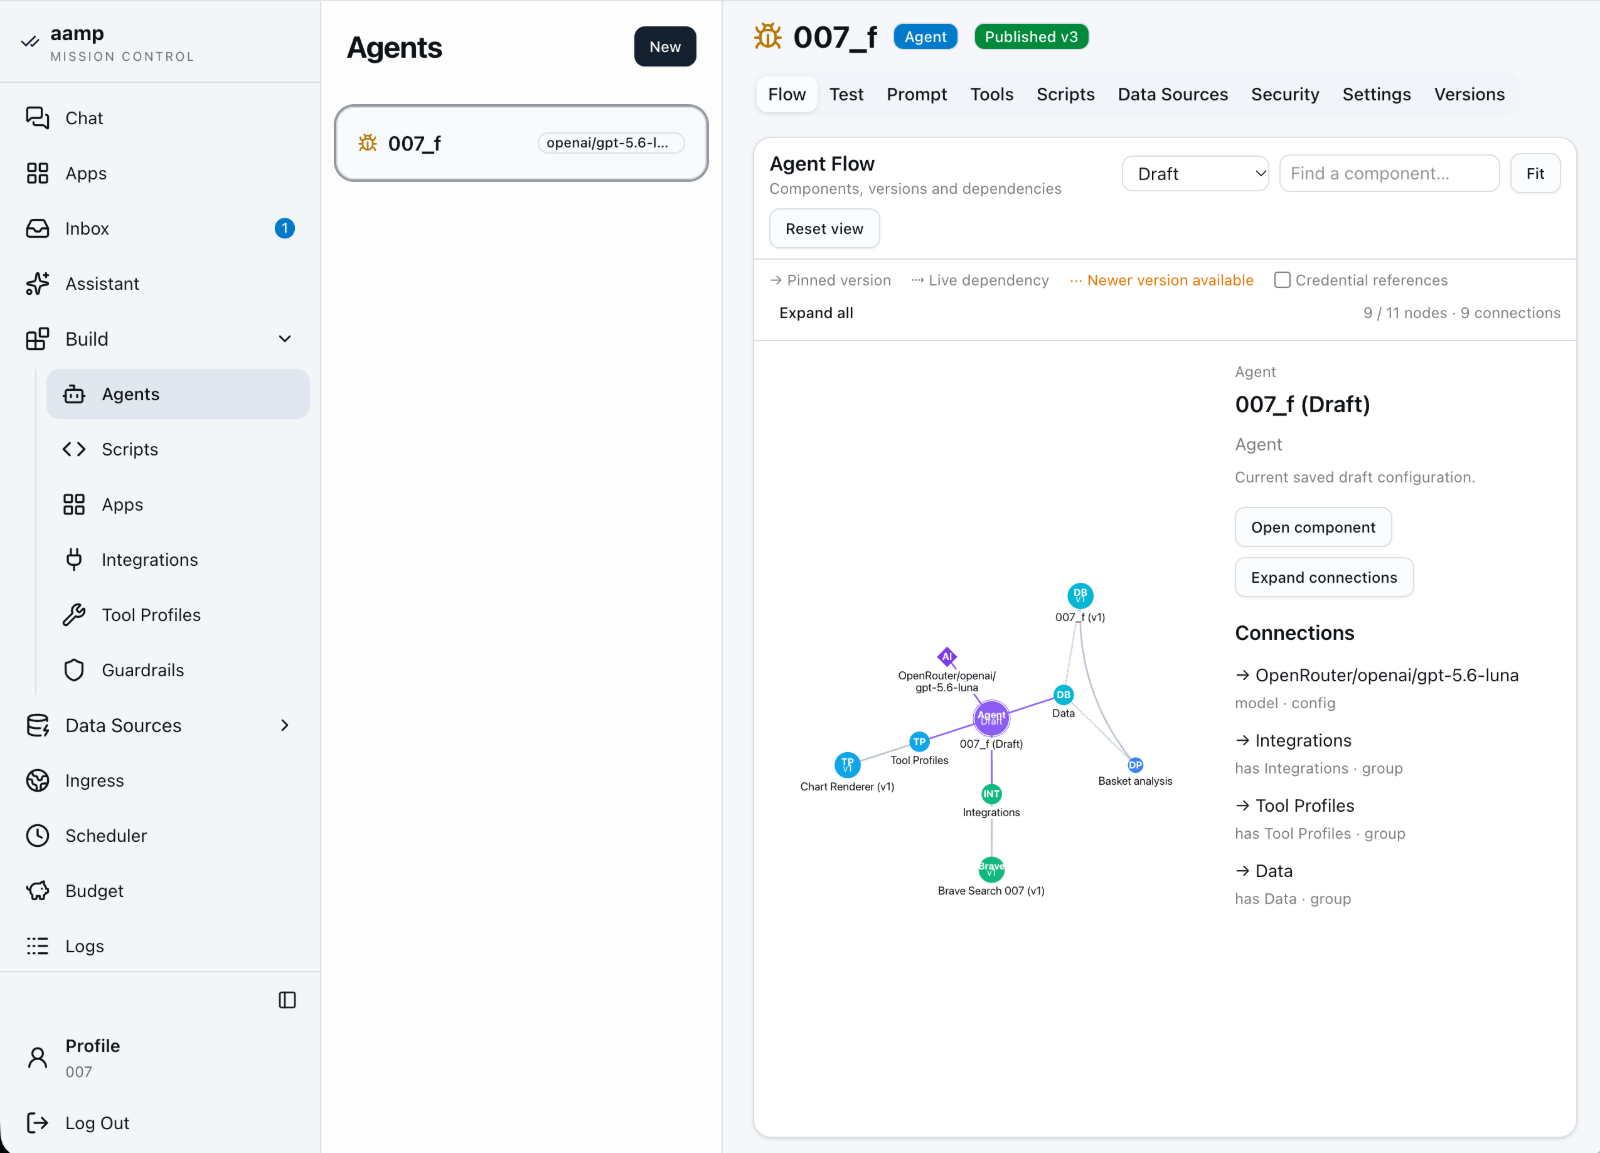 aamp
MISSION CONTROL
Chat
Apps
Inbox
1
Assistant
Build
Agents
Scripts
Apps
Integrations
Tool Profiles
Guardrails
Data Sources
Ingress
Scheduler
Budget
Logs
Profile
007
Log Out
Agents
New
007_f
openai/gpt-5.6-l...
007_f
Agent
Published v3
Flow
Test
Prompt
Tools
Scripts
Data Sources
Security
Settings
Versions
Agent Flow
Components, versions and dependencies
Draft
Find a component...
Fit
Reset view
Pinned version
Live dependency
Newer version available
Credential references
Expand all
9 / 11 nodes · 9 connections
DB
v1
007_f (v1)
AI
OpenRouter/openai/
gpt-5.6-luna
DB
Data
Agent
Draft
007_f (Draft)
TP
Tool Profiles
TP
v1
Chart Renderer (v1)
DP
Basket analysis
INT
Integrations
Brave
v1
Brave Search 007 (v1)
Agent
007_f (Draft)
Agent
Current saved draft configuration.
Open component
Expand connections
Connections
→ OpenRouter/openai/gpt-5.6-luna
model · config
→ Integrations
has Integrations · group
→ Tool Profiles
has Tool Profiles · group
→ Data
has Data · group